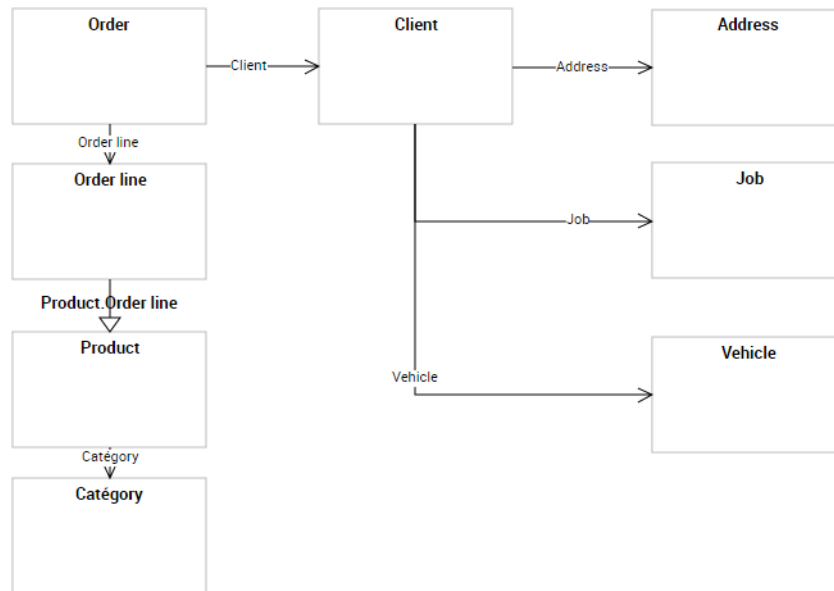 Order
Client
Address
Client
Address
Order line
Order line
Job
Job
Product.Order line
Product
Vehicle
Vehicle
Catégory
Catégory